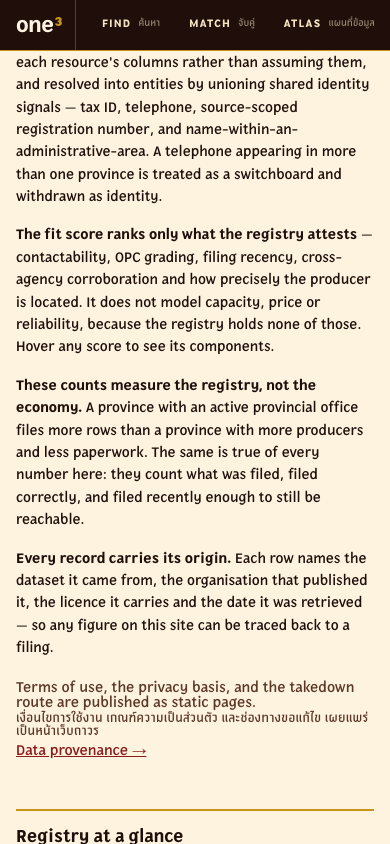 one³
FIND ค้นหา MATCH จับคู่ ATLAS แผนที่ข้อมูล
each resource's columns rather than assuming them,
and resolved into entities by unioning shared identity
signals — tax ID, telephone, source-scoped
registration number, and name-within-an-
administrative-area. A telephone appearing in more
than one province is treated as a switchboard and
withdrawn as identity.
The fit score ranks only what the registry attests —
contactability, OPC grading, filing recency, cross-
agency corroboration and how precisely the producer
is located. It does not model capacity, price or
reliability, because the registry holds none of those.
Hover any score to see its components.
These counts measure the registry, not the
economy. A province with an active provincial office
files more rows than a province with more producers
and less paperwork. The same is true of every
number here: they count what was filed, filed
correctly, and filed recently enough to still be
reachable.
Every record carries its origin. Each row names the
dataset it came from, the organisation that published
it, the licence it carries and the date it was retrieved
— so any figure on this site can be traced back to a
filing.
Terms of use, the privacy basis, and the takedown
route are published as static pages.
เงื่อนไขการใช้งาน เกณฑ์ความเป็นส่วนตัว และช่องทางขอแก้ไข เผยแพร่
เป็นหน้าเว็บถาวร
Data provenance →
Registry at a glance